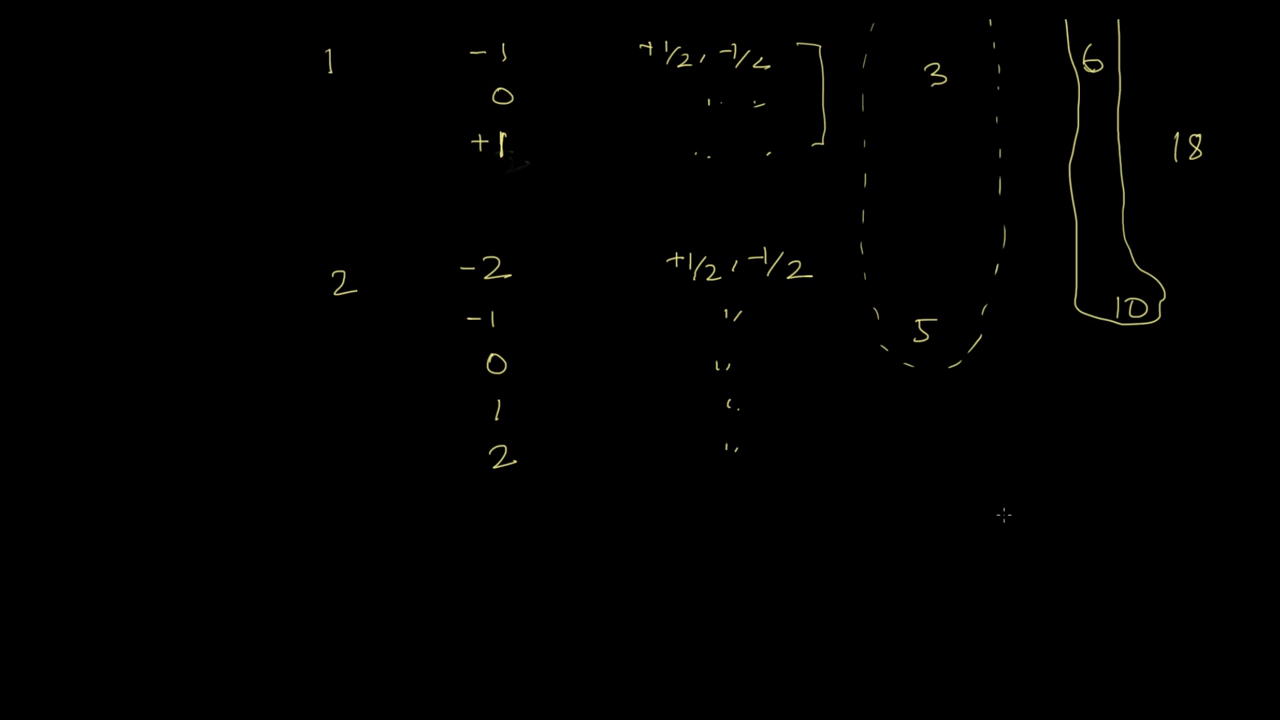 1 -1 +1/2, -1/2 3 6
0 " "
+1 " " 18
2 -2 +1/2, -1/2
-1 " 5 10
0 "
1 "
2 "